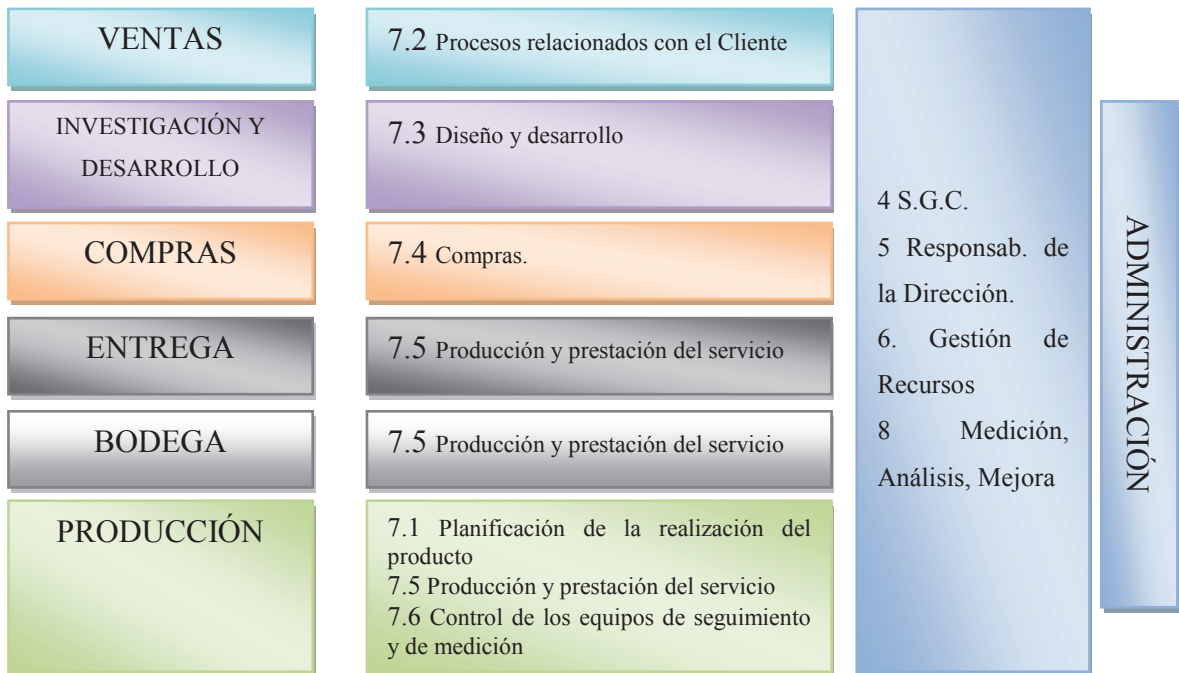 VENTAS
7.2 Procesos relacionados con el Cliente
INVESTIGACIÓN Y
DESARROLLO
7.3 Diseño y desarrollo
COMPRAS
7.4 Compras.
ENTREGA
7.5 Producción y prestación del servicio
BODEGA
7.5 Producción y prestación del servicio
PRODUCCIÓN
7.1 Planificación de la realización del
producto
7.5 Producción y prestación del servicio
7.6 Control de los equipos de seguimiento
y de medición
4 S.G.C.
5 Responsab. de
la Dirección.
6. Gestión de
Recursos
8 Medición,
Análisis, Mejora
ADMINISTRACIÓN